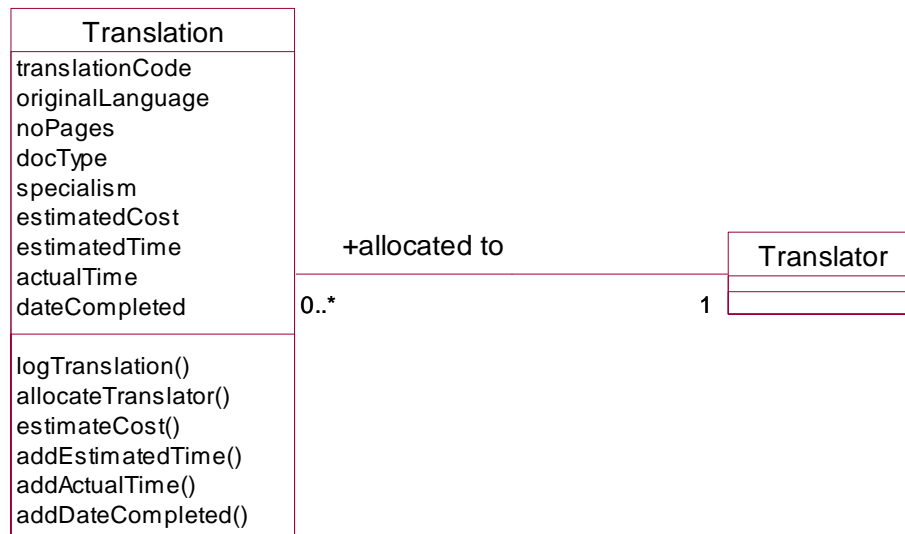 Translation
translationCode
originalLanguage
noPages
docType
specialism
estimatedCost
estimatedTime
actualTime
dateCompleted
logTranslation()
allocateTranslator()
estimateCost()
addEstimatedTime()
addActualTime()
addDateCompleted()
+allocated to
0..*
1
Translator